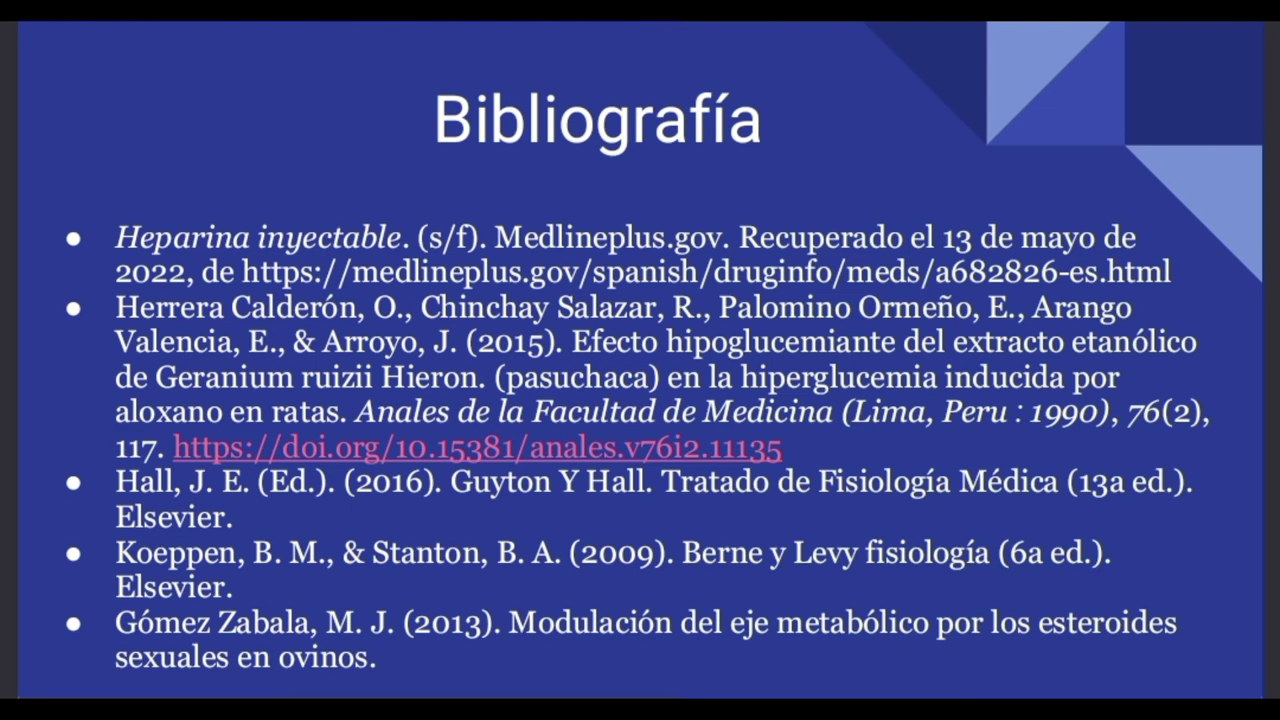 Bibliografía
● Heparina inyectable. (s/f). Medlineplus.gov. Recuperado el 13 de mayo de
2022, de https://medlineplus.gov/spanish/druginfo/meds/a682826-es.html
● Herrera Calderón, O., Chinchay Salazar, R., Palomino Ormeño, E., Arango
Valencia, E., & Arroyo, J. (2015). Efecto hipoglucemiante del extracto etanólico
de Geranium ruizii Hieron. (pasuchaca) en la hiperglucemia inducida por
aloxano en ratas. Anales de la Facultad de Medicina (Lima, Peru : 1990), 76(2),
117. https://doi.org/10.15381/anales.v76i2.11135
● Hall, J. E. (Ed.). (2016). Guyton Y Hall. Tratado de Fisiología Médica (13a ed.).
Elsevier.
● Koeppen, B. M., & Stanton, B. A. (2009). Berne y Levy fisiología (6a ed.).
Elsevier.
● Gómez Zabala, M. J. (2013). Modulación del eje metabólico por los esteroides
sexuales en ovinos.